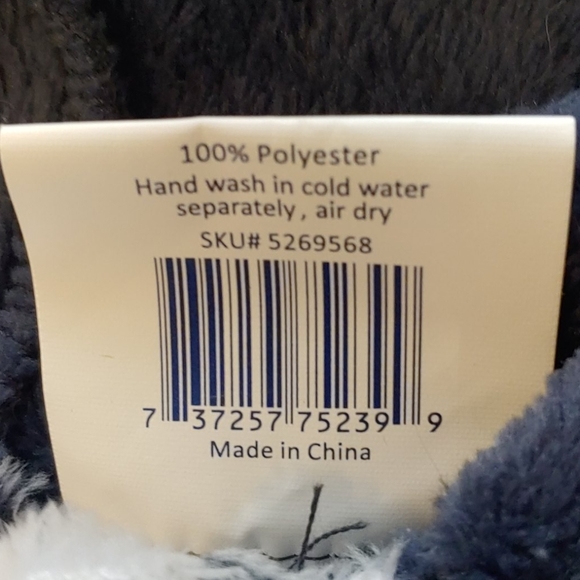 100% Polyester
Hand wash in cold water
separately, air dry
SKU# 5269568
7 37257 75239 9
Made in China